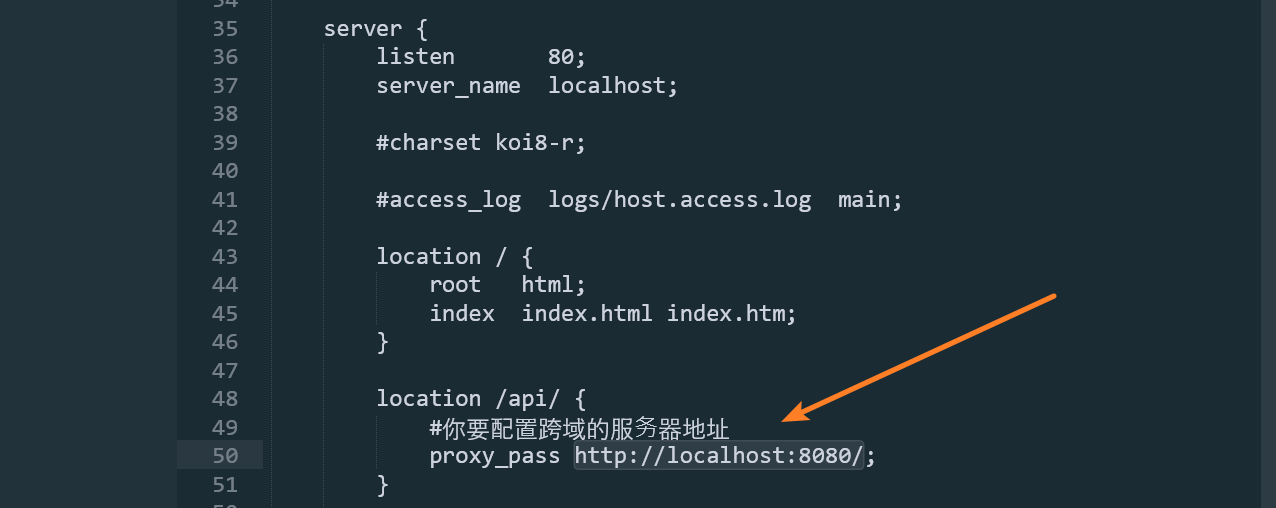 35 server {
36 listen 80;
37 server_name localhost;
38
39 #charset koi8-r;
40
41 #access_log logs/host.access.log main;
42
43 location / {
44 root html;
45 index index.html index.htm;
46 }
47
48 location /api/ {
49 #你要配置跨域的服务器地址
50 proxy_pass http://localhost:8080/;
51 }